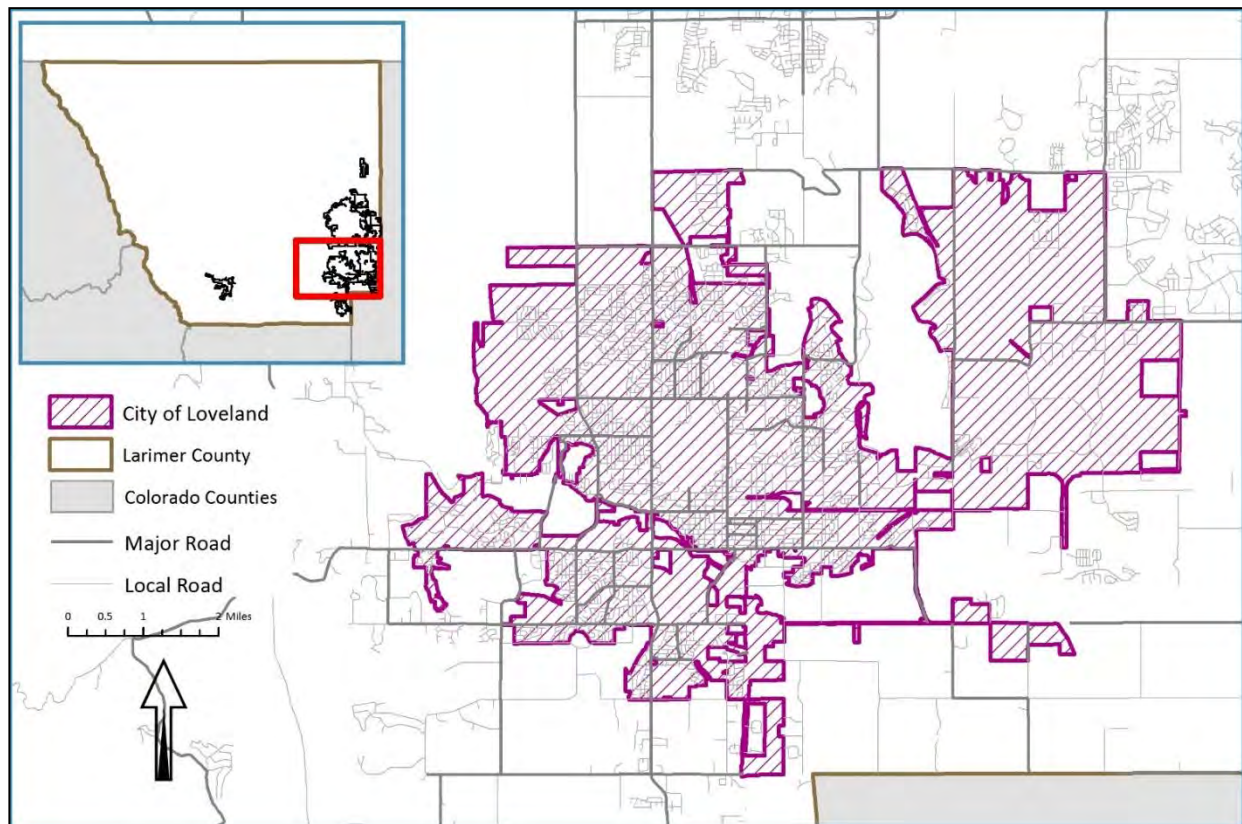 City of Loveland
Larimer County
Colorado Counties
Major Road
Local Road
0 0.5 1 2 Miles